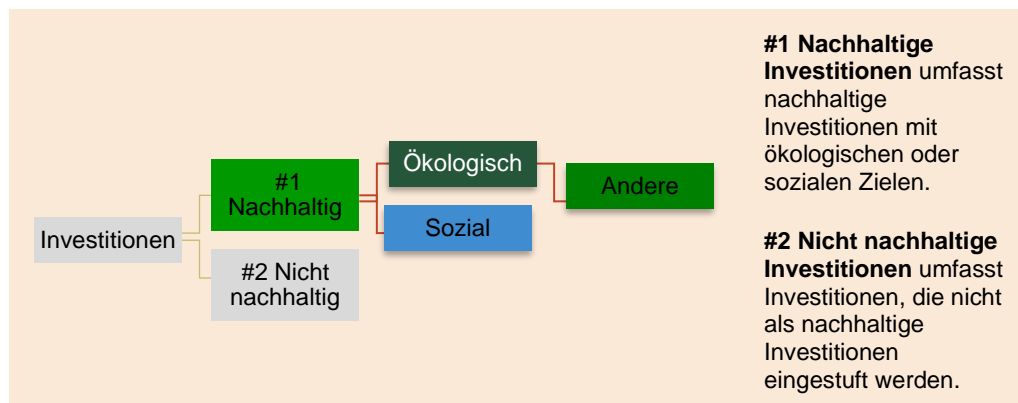 Investitionen
#1
Nachhaltig
#2 Nicht
nachhaltig
Ökologisch
Sozial
Andere
#1 Nachhaltige
Investitionen umfasst
nachhaltige
Investitionen mit
ökologischen oder
sozialen Zielen.
#2 Nicht nachhaltige
Investitionen umfasst
Investitionen, die nicht
als nachhaltige
Investitionen
eingestuft werden.